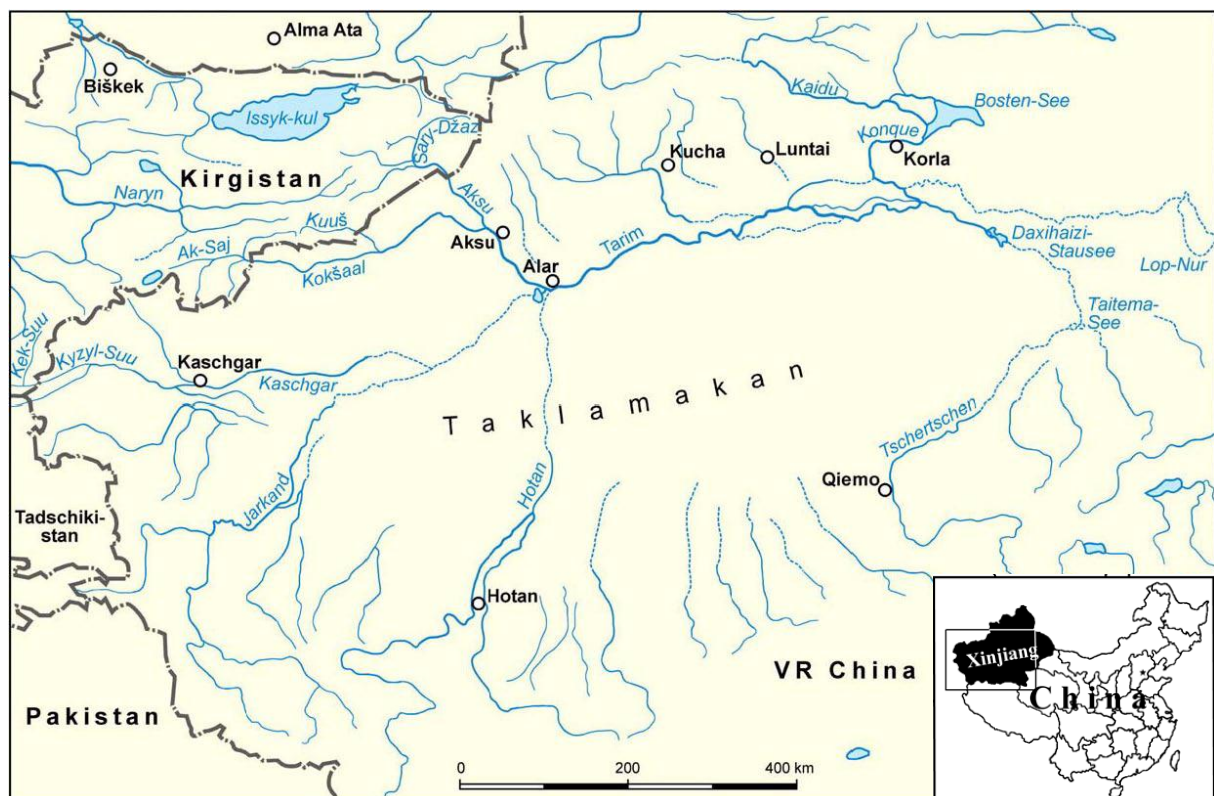 Alma Ata
Biškek
Issyk-kul
Sary-Džaz
Kaidu
Bosten-See
Konque
Korla
Kucha
Luntai
Kirgistan
Naryn
Aksu
Kuuš
Aksu
Ak-Saj
Kokšaal
Alar
Tarim
Daxihaizi-
Stausee
Lop-Nur
Taitema-
See
Kek-Suu
Kyzyl-Suu
Kaschgar
Kaschgar
Taklamakan
Tschertschen
Qiemo
Jarkand
Hotan
Tadschiki-
stan
Hotan
VR China
Pakistan
Xinjiang
China
0 200 400 km